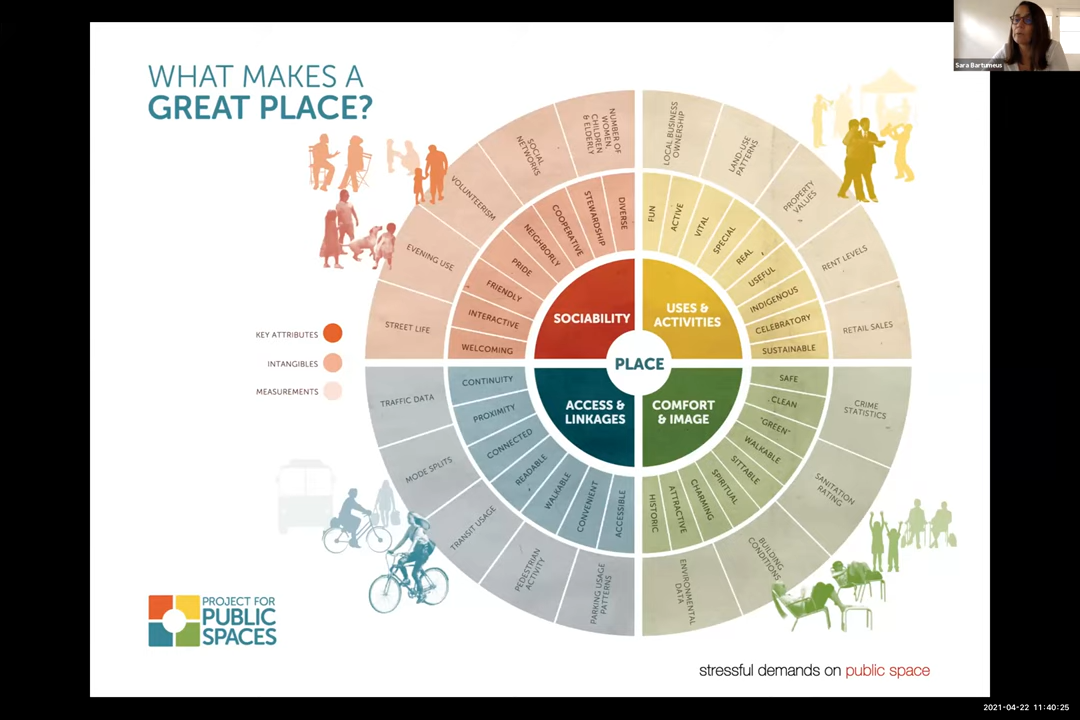 Sara Bartumeus
WHAT MAKES A
GREAT PLACE?
KEY ATTRIBUTES
INTANGIBLES
MEASUREMENTS
PLACE
SOCIABILITY
USES &
ACTIVITIES
ACCESS &
LINKAGES
COMFORT
& IMAGE
WELCOMING
INTERACTIVE
FRIENDLY
PRIDE
NEIGHBORLY
COOPERATIVE
STEWARDSHIP
DIVERSE
STREET LIFE
EVENING USE
VOLUNTEERISM
SOCIAL
NETWORKS
NUMBER OF
WOMEN,
CHILDREN
& ELDERLY
FUN
ACTIVE
VITAL
SPECIAL
REAL
USEFUL
INDIGENOUS
CELEBRATORY
SUSTAINABLE
LOCAL BUSINESS
OWNERSHIP
LAND-USE
PATTERNS
PROPERTY
VALUES
RENT LEVELS
RETAIL SALES
SAFE
CLEAN
"GREEN"
WALKABLE
SITTABLE
SPIRITUAL
CHARMING
ATTRACTIVE
HISTORIC
CRIME
STATISTICS
SANITATION
RATING
BUILDING
CONDITIONS
ENVIRONMENTAL
DATA
CONTINUITY
PROXIMITY
CONNECTED
READABLE
WALKABLE
CONVENIENT
ACCESSIBLE
TRAFFIC DATA
MODE SPLITS
TRANSIT USAGE
PEDESTRIAN
ACTIVITY
PARKING USAGE
PATTERNS
PROJECT FOR
PUBLIC
SPACES
stressful demands on public space
2021-04-22 11:40:25